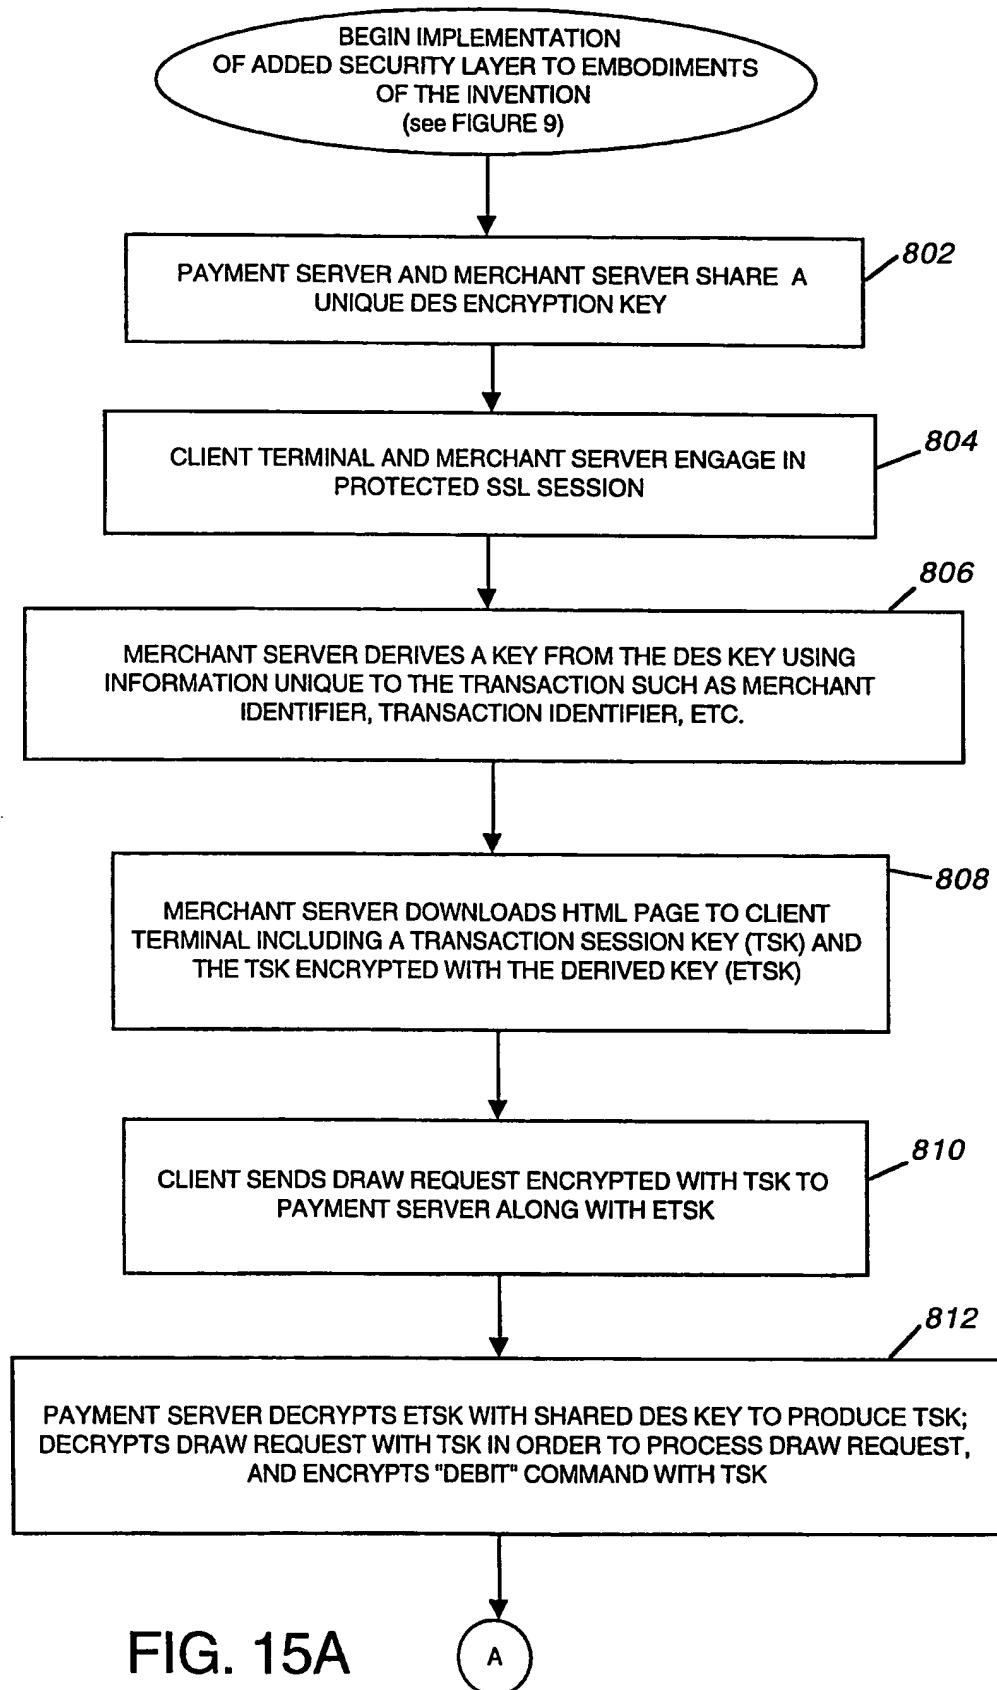 BEGIN IMPLEMENTATION
OF ADDED SECURITY LAYER TO EMBODIMENTS
OF THE INVENTION
(see FIGURE 9)
802
PAYMENT SERVER AND MERCHANT SERVER SHARE A
UNIQUE DES ENCRYPTION KEY
804
CLIENT TERMINAL AND MERCHANT SERVER ENGAGE IN
PROTECTED SSL SESSION
806
MERCHANT SERVER DERIVES A KEY FROM THE DES KEY USING
INFORMATION UNIQUE TO THE TRANSACTION SUCH AS MERCHANT
IDENTIFIER, TRANSACTION IDENTIFIER, ETC.
808
MERCHANT SERVER DOWNLOADS HTML PAGE TO CLIENT
TERMINAL INCLUDING A TRANSACTION SESSION KEY (TSK) AND
THE TSK ENCRYPTED WITH THE DERIVED KEY (ETSK)
810
CLIENT SENDS DRAW REQUEST ENCRYPTED WITH TSK TO
PAYMENT SERVER ALONG WITH ETSK
812
PAYMENT SERVER DECRYPTS ETSK WITH SHARED DES KEY TO PRODUCE TSK;
DECRYPTS DRAW REQUEST WITH TSK IN ORDER TO PROCESS DRAW REQUEST,
AND ENCRYPTS "DEBIT" COMMAND WITH TSK
FIG. 15A
A